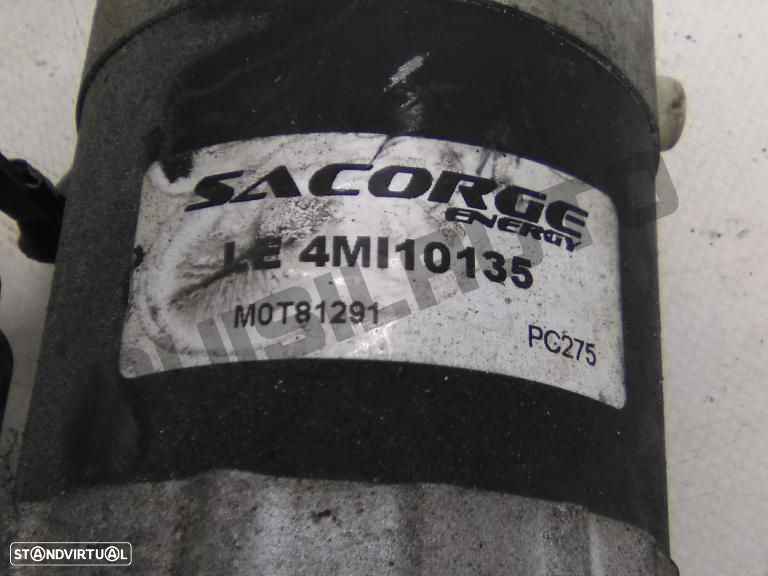 SACORGE
ENERGY
LE 4MI10135
M0T81291
PC275
STANDVIRTUAL